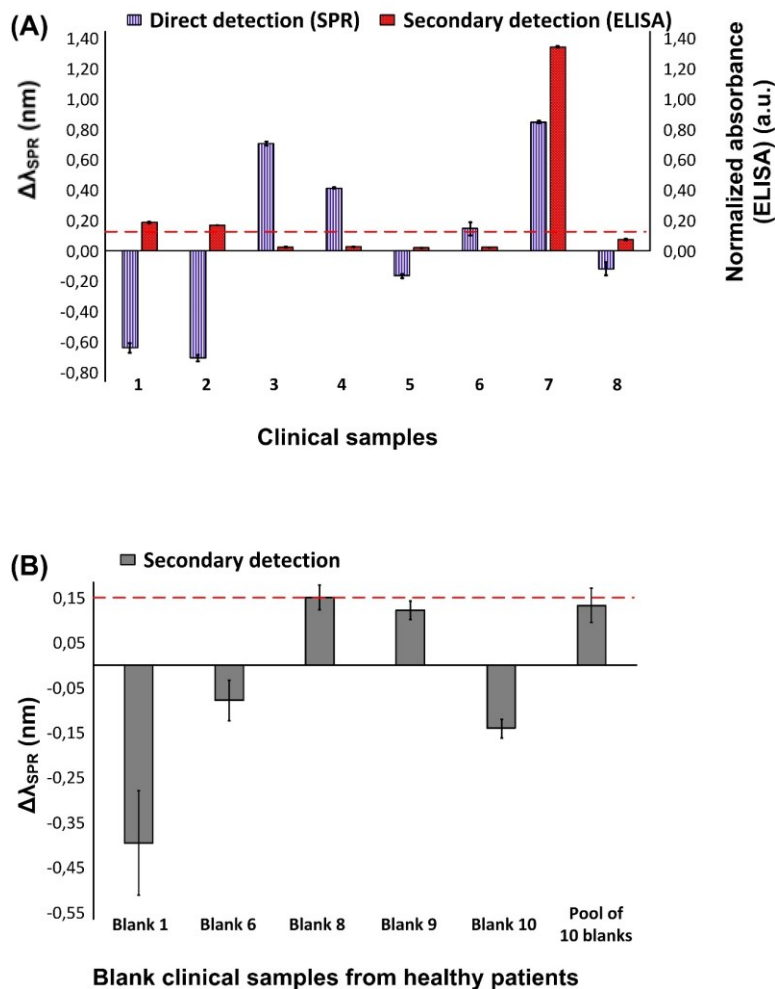 (A)
Direct detection (SPR) Secondary detection (ELISA)
1,40
1,20
1,00
0,80
0,60
0,40
0,20
0,00
-0,20
-0,40
-0,60
-0,80
ΔλSPR (nm)
1,40
1,20
1,00
0,80
0,60
0,40
0,20
0,00
Normalized absorbance
(ELISA) (a.u.)
1 2 3 4 5 6 7 8
Clinical samples
(B)
Secondary detection
0,15
0,05
-0,05
-0,15
-0,25
-0,35
-0,45
-0,55
ΔλSPR (nm)
Blank 1 Blank 6 Blank 8 Blank 9 Blank 10 Pool of
10 blanks
Blank clinical samples from healthy patients